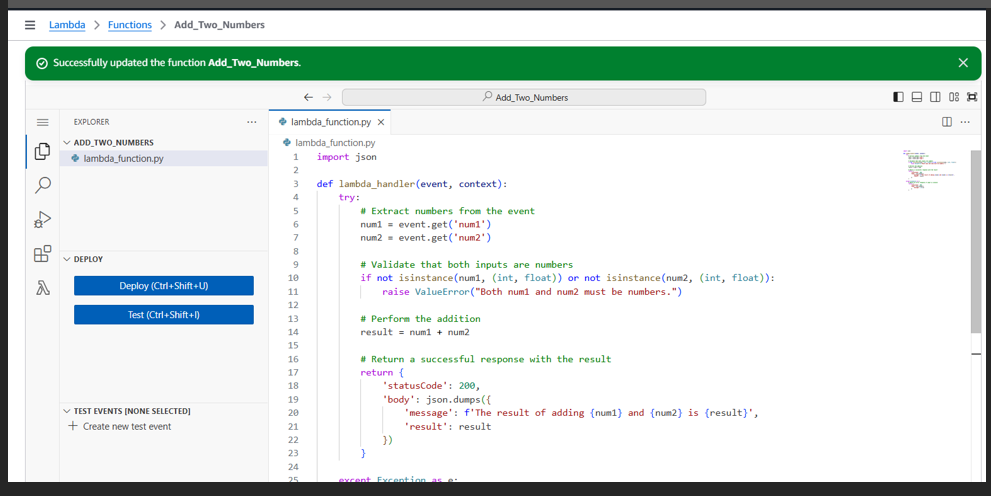 Lambda > Functions > Add_Two_Numbers
Successfully updated the function Add_Two_Numbers.
Add_Two_Numbers
EXPLORER
ADD_TWO_NUMBERS
lambda_function.py
DEPLOY
Deploy (Ctrl+Shift+U)
Test (Ctrl+Shift+I)
TEST EVENTS [NONE SELECTED]
Create new test event
lambda_function.py
lambda_function.py
1 import json
2
3 def lambda_handler(event, context):
4     try:
5         # Extract numbers from the event
6         num1 = event.get('num1')
7         num2 = event.get('num2')
8
9         # Validate that both inputs are numbers
10         if not isinstance(num1, (int, float)) or not isinstance(num2, (int, float)):
11             raise ValueError("Both num1 and num2 must be numbers.")
12
13         # Perform the addition
14         result = num1 + num2
15
16         # Return a successful response with the result
17         return {
18             'statusCode': 200,
19             'body': json.dumps({
20                 'message': f'The result of adding {num1} and {num2} is {result}',
21                 'result': result
22             })
23         }
24
25     except Exception as e: